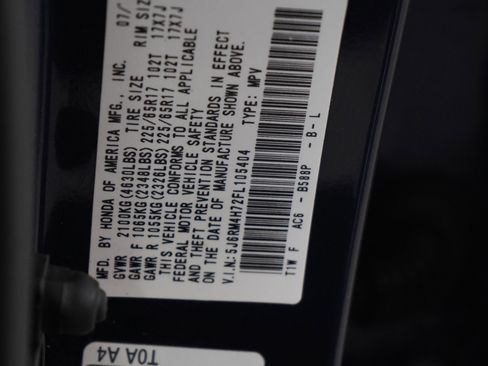 MFD. BY HONDA OF AMERICA MFG., INC. 07/
GVWR 2100KG(4630LBS) TIRE SIZE RIM SIZ
GAWR F 1065KG(2348LBS) 225/65R17 102T 17X7J
GAWR R 1055KG(2326LBS) 225/65R17 102T 17X7J
THIS VEHICLE CONFORMS TO ALL APPLICABLE
FEDERAL MOTOR VEHICLE SAFETY
AND THEFT PREVENTION STANDARDS IN EFFECT
ON THE DATE OF MANUFACTURE SHOWN ABOVE.
V.I.N.: 5J6RM4H72FL105404 TYPE: MPV
T1W F AC6 - B588P - B - L
T0A A4